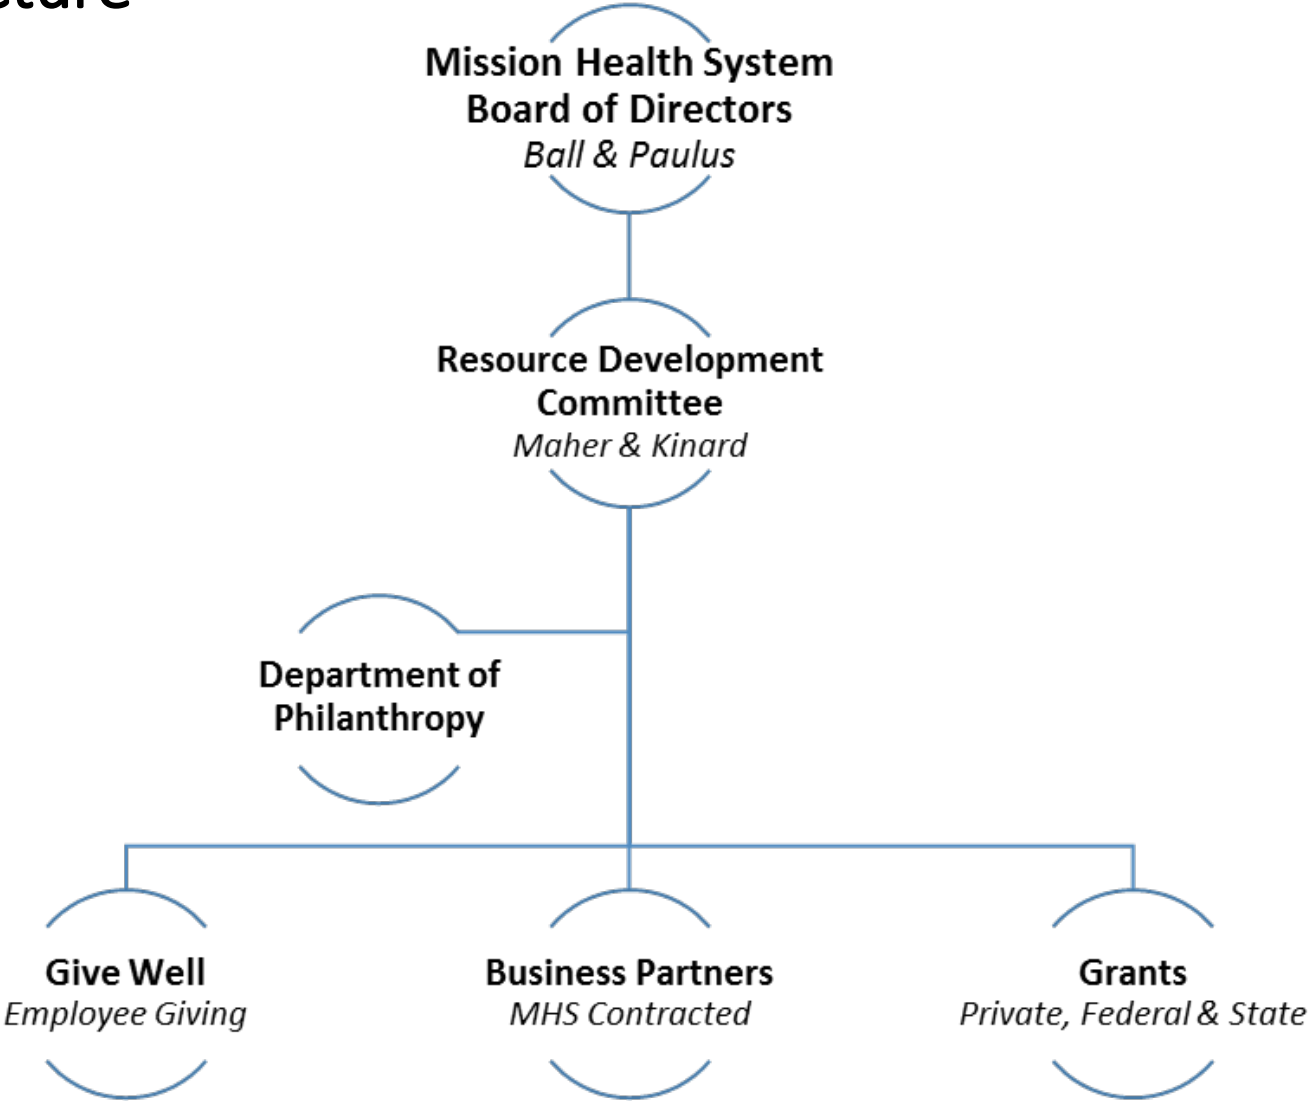 Mission Health System
Board of Directors
Ball & Paulus
Resource Development
Committee
Maher & Kinard
Department of
Philanthropy
Give Well
Employee Giving
Business Partners
MHS Contracted
Grants
Private, Federal & State